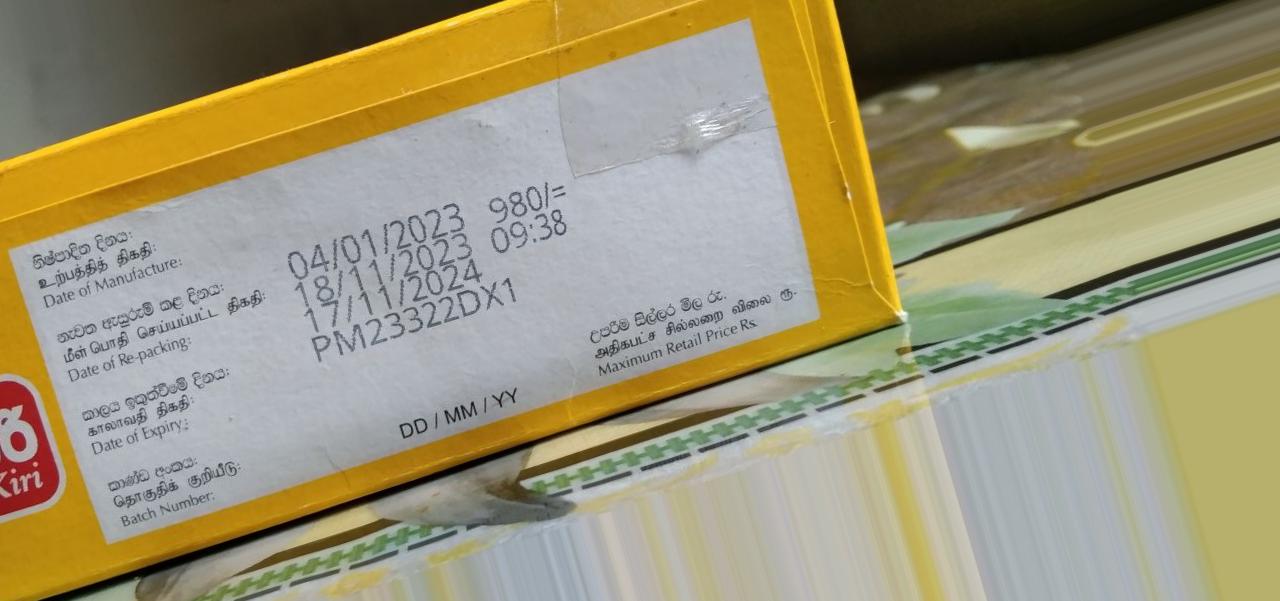 නිෂ්පාදිත දිනය:
உற்பத்தித் திகதி:
Date of Manufacture:
නැවත ඇසුරුම් කළ දිනය:
மீள் பொதி செய்யப்பட்ட திகதி:
Date of Re-packing:
කාලය ඉකුත්වීමේ දිනය:
காலாவதி திகதி:
Date of Expiry:
කාණ්ඩ අංකය:
தொகுதிக் குறியீடு:
Batch Number:
04/01/2023 980/=
18/11/2023 09:38
17/11/2024
PM23322DX1
DD / MM / YY
උපරිම සිල්ලර මිල රු.
அதிகபட்ச சில்லறை விலை ரூ.
Maximum Retail Price Rs.
Kiri